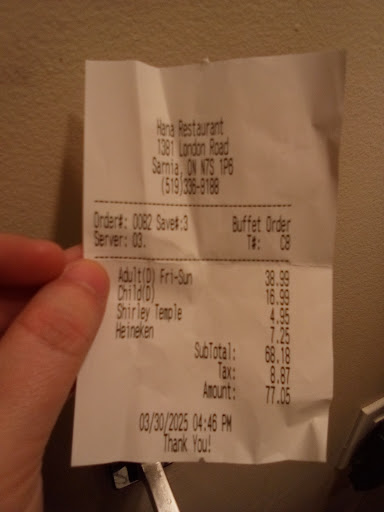 Hana Restaurant
1381 London Road
Sarnia, ON N7S 1P6
(519)336-8188
Order#: 0082 Save#:3 Buffet Order
Server: 03. T#: C8
Adult(D) Fri-Sun 38.99
Child(D) 16.99
Shirley Temple 4.95
Heineken 7.25
SubTotal: 68.18
Tax: 8.87
Amount: 77.05
03/30/2025 04:46 PM
Thank You!